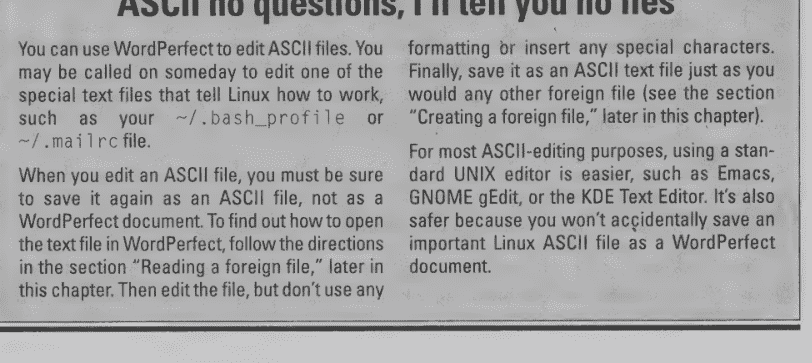 ASCII no questions, I'll tell you no lies
You can use WordPerfect to edit ASCII files. You
may be called on someday to edit one of the
special text files that tell Linux how to work,
such as your ~/.bash_profile or
~/.mailrc file.
When you edit an ASCII file, you must be sure
to save it again as an ASCII file, not as a
WordPerfect document. To find out how to open
the text file in WordPerfect, follow the directions
in the section "Reading a foreign file," later in
this chapter. Then edit the file, but don't use any
formatting or insert any special characters.
Finally, save it as an ASCII text file just as you
would any other foreign file (see the section
"Creating a foreign file," later in this chapter).
For most ASCII-editing purposes, using a stan-
dard UNIX editor is easier, such as Emacs,
GNOME gEdit, or the KDE Text Editor. It's also
safer because you won't accidentally save an
important Linux ASCII file as a WordPerfect
document.